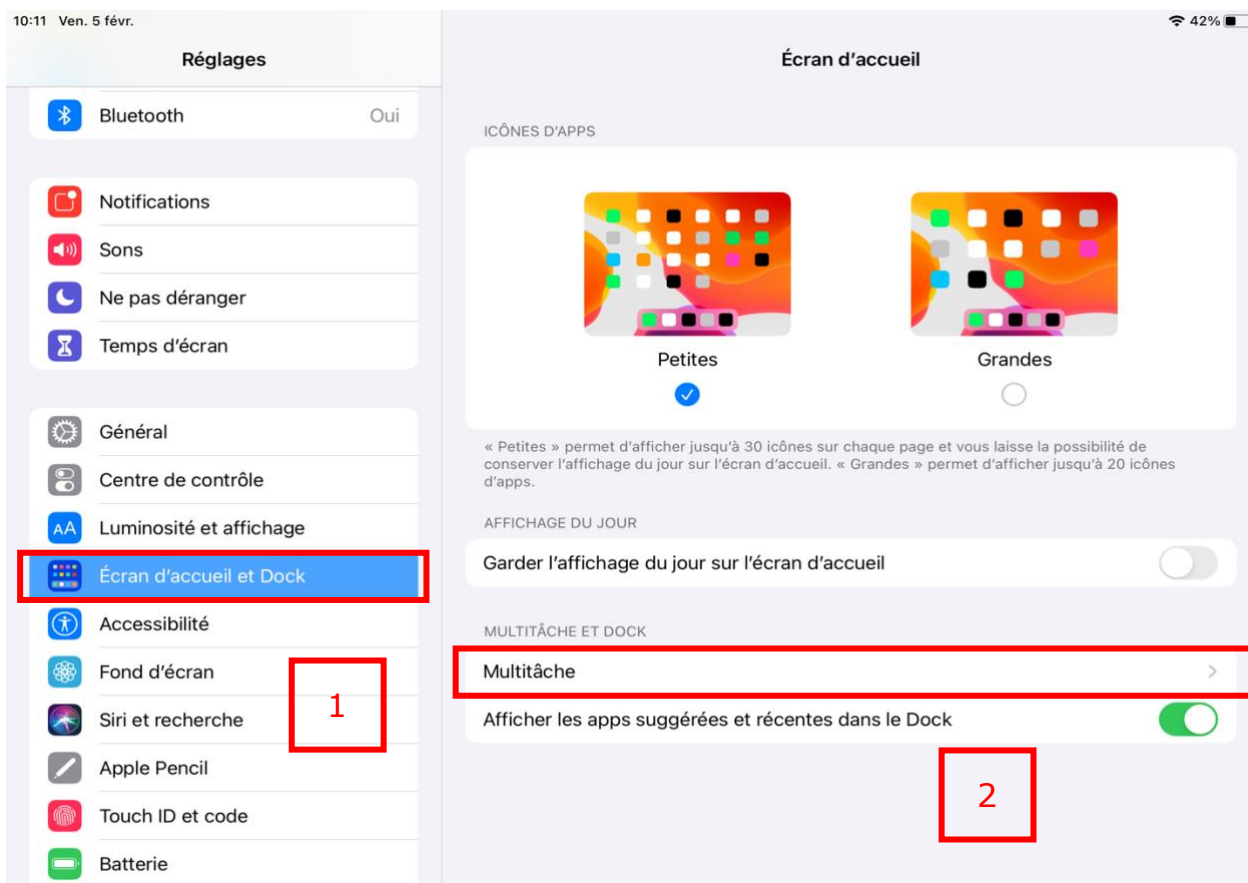 10:11 Ven. 5 févr.
42%
Réglages
Bluetooth
Oui
Notifications
Sons
Ne pas déranger
Temps d'écran
Général
Centre de contrôle
AA
Luminosité et affichage
Écran d'accueil et Dock
Accessibilité
Fond d'écran
Siri et recherche
Apple Pencil
Touch ID et code
Batterie
1
Écran d'accueil
ICÔNES D'APPS
Petites
Grandes
« Petites » permet d'afficher jusqu'à 30 icônes sur chaque page et vous laisse la possibilité de
conserver l'affichage du jour sur l'écran d'accueil. « Grandes » permet d'afficher jusqu'à 20 icônes
d'apps.
AFFICHAGE DU JOUR
Garder l'affichage du jour sur l'écran d'accueil
MULTITÂCHE ET DOCK
Multitâche
Afficher les apps suggérées et récentes dans le Dock
2